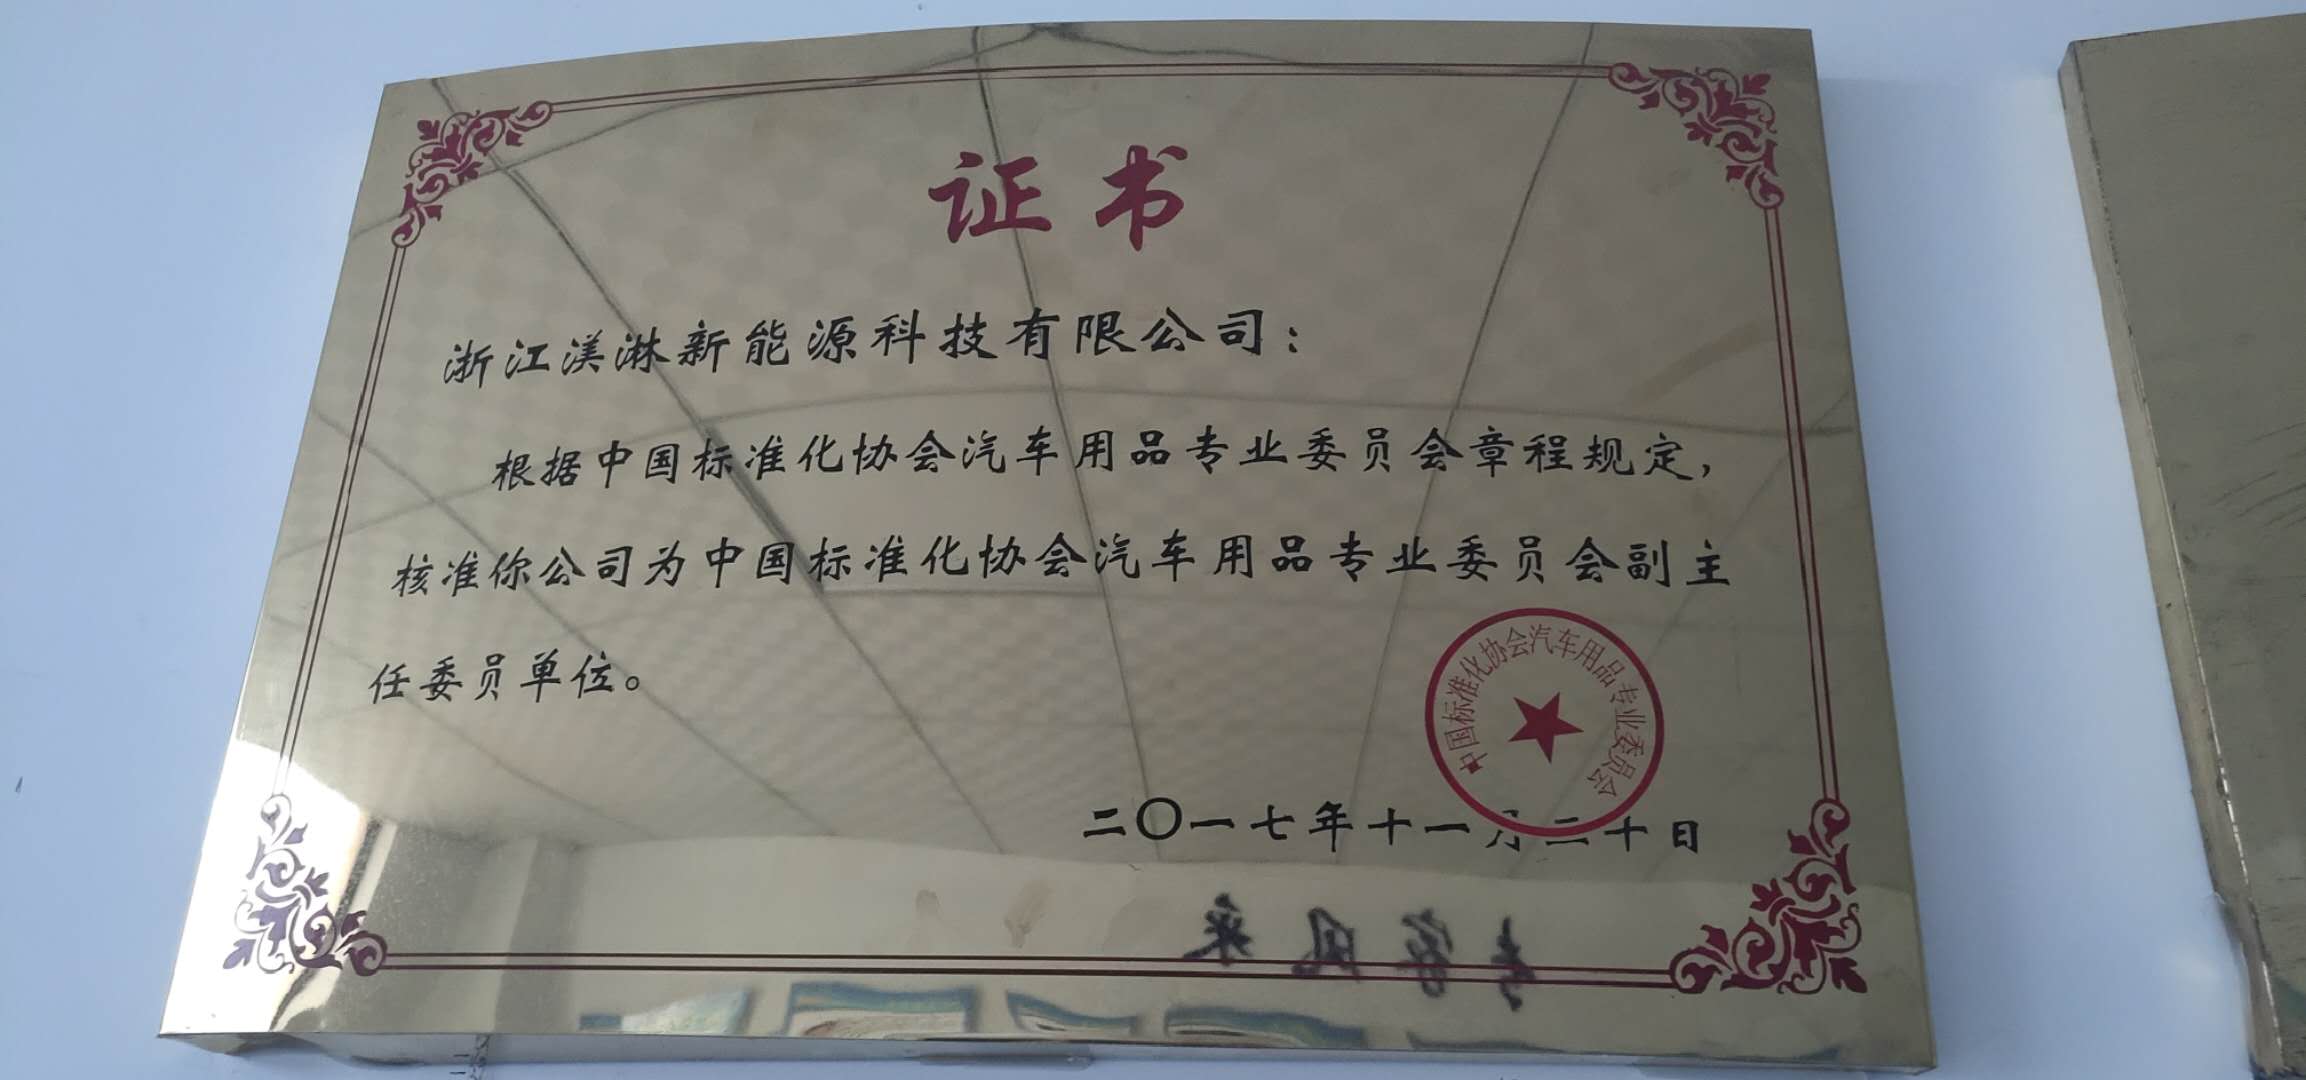 证书
浙江渼淋新能源科技有限公司：
根据中国标准化协会汽车用品专业委员会章程规定，
核准你公司为中国标准化协会汽车用品专业委员会副主
任委员单位。
中国标准化协会汽车用品专业委员会
二〇一七年十一月二十日